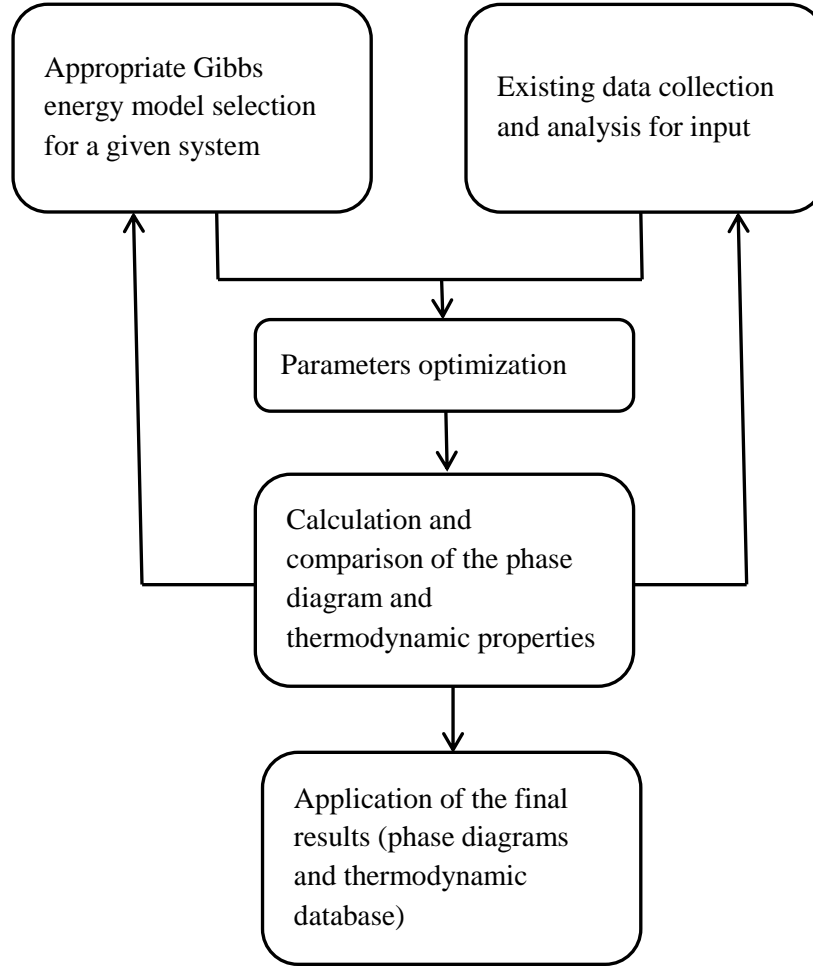 Appropriate Gibbs
energy model selection
for a given system
Existing data collection
and analysis for input
Parameters optimization
Calculation and
comparison of the phase
diagram and
thermodynamic properties
Application of the final
results (phase diagrams
and thermodynamic
database)